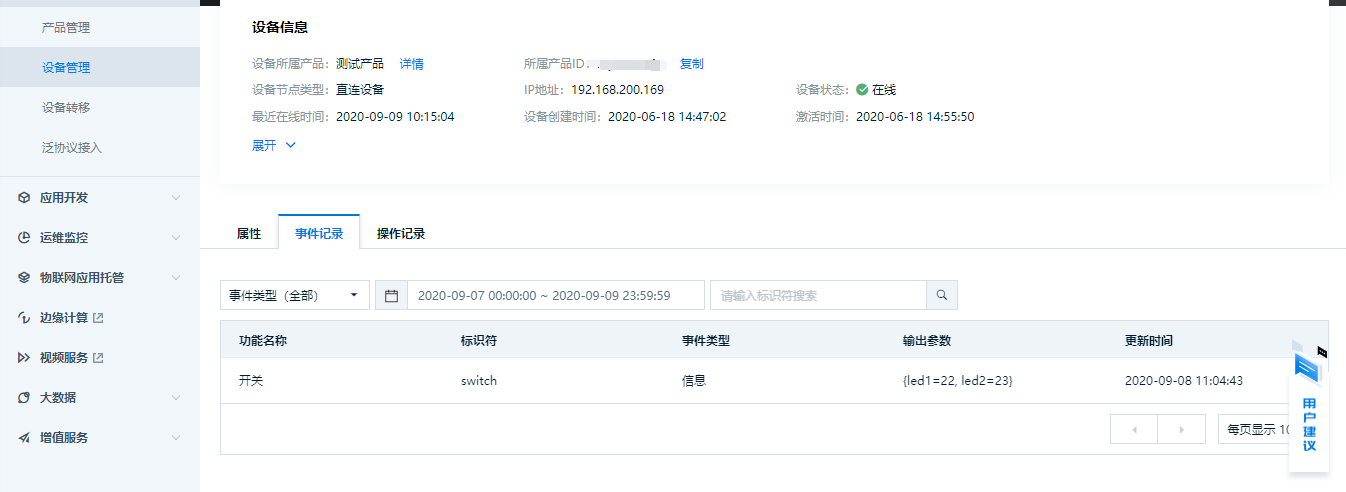 产品管理
设备管理
设备转移
泛协议接入
应用开发
运维监控
物联网应用托管
边缘计算
视频服务
大数据
增值服务
设备信息
设备所属产品： 测试产品 详情 所属产品ID： 复制
设备节点类型： 直连设备 IP地址： 192.168.200.169 设备状态： 在线
最近在线时间： 2020-09-09 10:15:04 设备创建时间： 2020-06-18 14:47:02 激活时间： 2020-06-18 14:55:50
展开
属性 事件记录 操作记录
事件类型（全部） 2020-09-07 00:00:00 ~ 2020-09-09 23:59:59 请输入标识符搜索
功能名称 标识符 事件类型 输出参数 更新时间
开关 switch 信息 {led1=22, led2=23} 2020-09-08 11:04:43
每页显示 10
用户建议